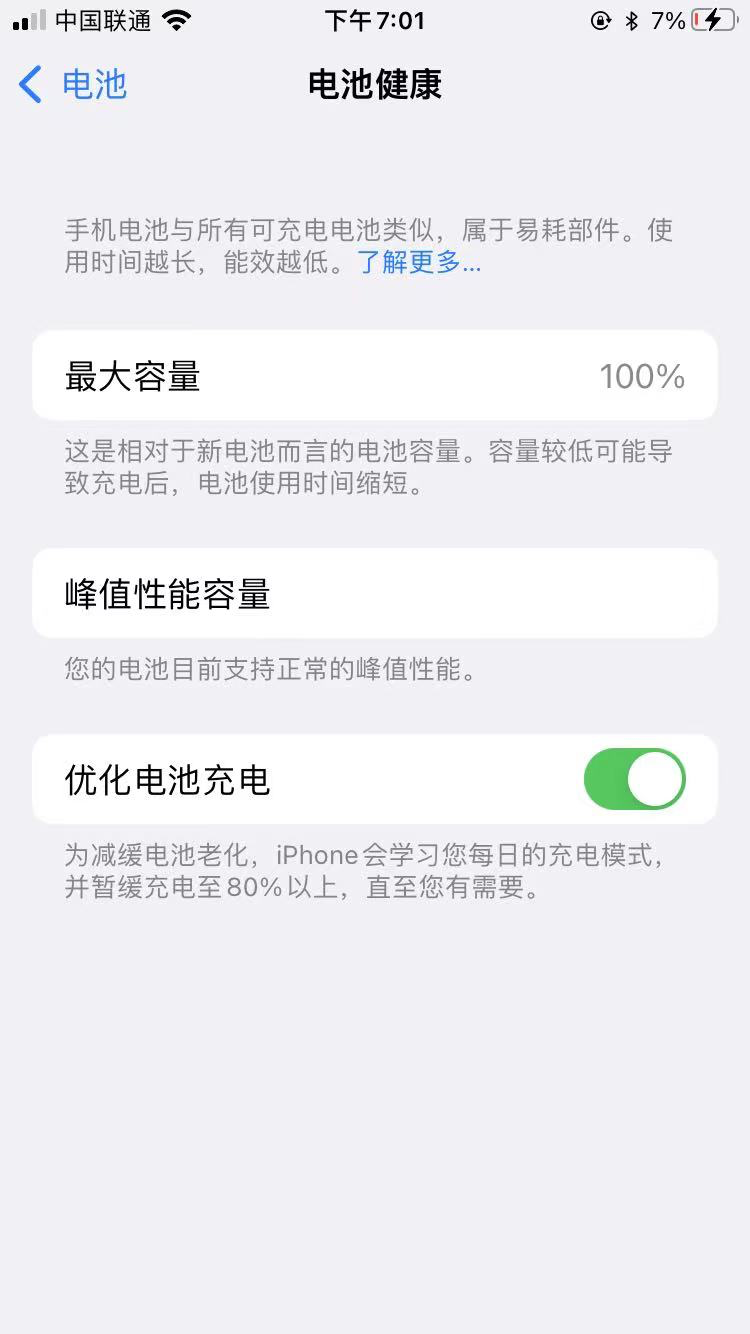 中国联通 下午7:01 7%
电池 电池健康
手机电池与所有可充电电池类似，属于易耗部件。使
用时间越长，能效越低。了解更多...
最大容量 100%
这是相对于新电池而言的电池容量。容量较低可能导
致充电后，电池使用时间缩短。
峰值性能容量
您的电池目前支持正常的峰值性能。
优化电池充电
为减缓电池老化，iPhone会学习您每日的充电模式，
并暂缓充电至80%以上，直至您有需要。